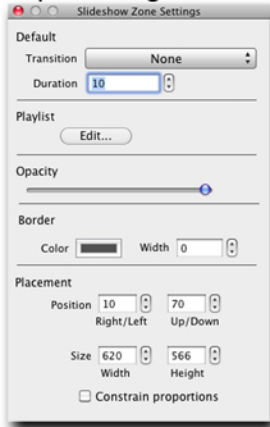 Slideshow Zone Settings
Default
Transition None
Duration 10
Playlist
Edit...
Opacity
Border
Color Width 0
Placement
Position 10 70
Right/Left Up/Down
Size 620 566
Width Height
Constrain proportions